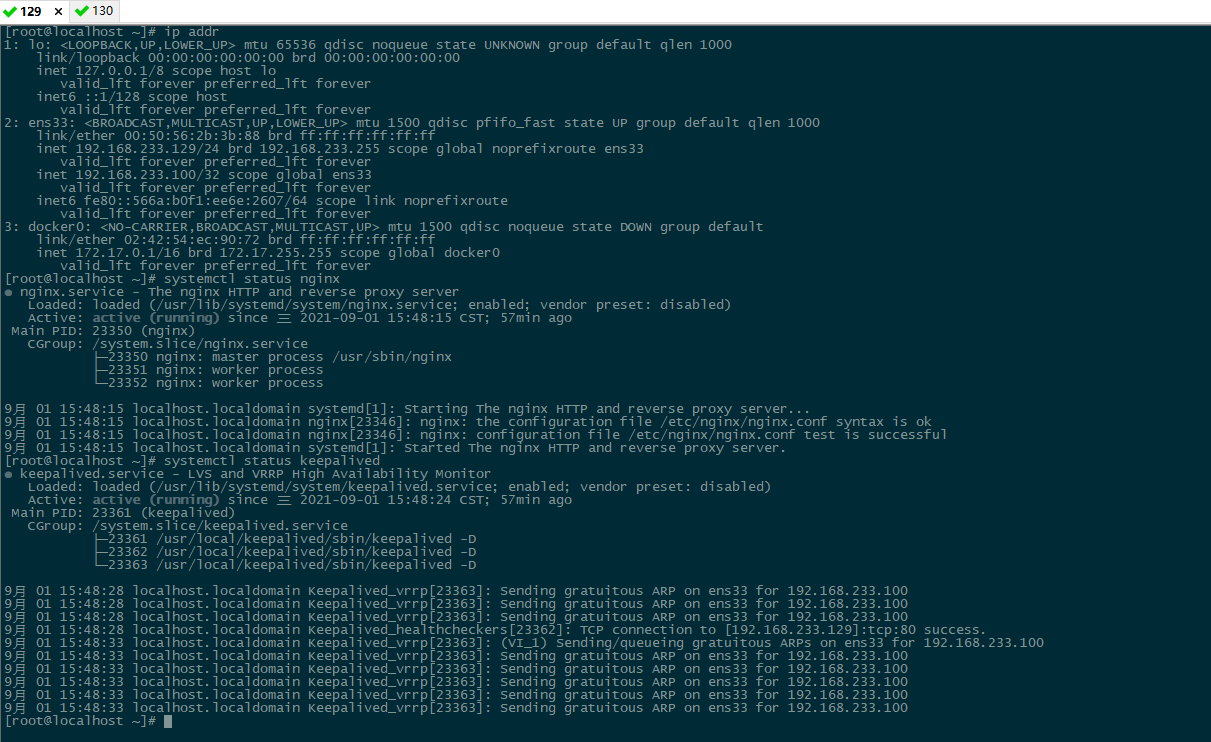 129 × 130
[root@localhost ~]# ip addr
1: lo: <LOOPBACK,UP,LOWER_UP> mtu 65536 qdisc noqueue state UNKNOWN group default qlen 1000
    link/loopback 00:00:00:00:00:00 brd 00:00:00:00:00:00
    inet 127.0.0.1/8 scope host lo
       valid_lft forever preferred_lft forever
    inet6 ::1/128 scope host
       valid_lft forever preferred_lft forever
2: ens33: <BROADCAST,MULTICAST,UP,LOWER_UP> mtu 1500 qdisc pfifo_fast state UP group default qlen 1000
    link/ether 00:50:56:2b:3b:88 brd ff:ff:ff:ff:ff:ff
    inet 192.168.233.129/24 brd 192.168.233.255 scope global noprefixroute ens33
       valid_lft forever preferred_lft forever
    inet 192.168.233.100/32 scope global ens33
       valid_lft forever preferred_lft forever
    inet6 fe80::566a:b0f1:ee6e:2607/64 scope link noprefixroute
       valid_lft forever preferred_lft forever
3: docker0: <NO-CARRIER,BROADCAST,MULTICAST,UP> mtu 1500 qdisc noqueue state DOWN group default
    link/ether 02:42:54:ec:90:72 brd ff:ff:ff:ff:ff:ff
    inet 172.17.0.1/16 brd 172.17.255.255 scope global docker0
       valid_lft forever preferred_lft forever
[root@localhost ~]# systemctl status nginx
● nginx.service - The nginx HTTP and reverse proxy server
   Loaded: loaded (/usr/lib/systemd/system/nginx.service; enabled; vendor preset: disabled)
   Active: active (running) since 三 2021-09-01 15:48:15 CST; 57min ago
 Main PID: 23350 (nginx)
   CGroup: /system.slice/nginx.service
           ├─23350 nginx: master process /usr/sbin/nginx
           ├─23351 nginx: worker process
           └─23352 nginx: worker process

9月 01 15:48:15 localhost.localdomain systemd[1]: Starting The nginx HTTP and reverse proxy server...
9月 01 15:48:15 localhost.localdomain nginx[23346]: nginx: the configuration file /etc/nginx/nginx.conf syntax is ok
9月 01 15:48:15 localhost.localdomain nginx[23346]: nginx: configuration file /etc/nginx/nginx.conf test is successful
9月 01 15:48:15 localhost.localdomain systemd[1]: Started The nginx HTTP and reverse proxy server.
[root@localhost ~]# systemctl status keepalived
● keepalived.service - LVS and VRRP High Availability Monitor
   Loaded: loaded (/usr/lib/systemd/system/keepalived.service; enabled; vendor preset: disabled)
   Active: active (running) since 三 2021-09-01 15:48:24 CST; 57min ago
 Main PID: 23361 (keepalived)
   CGroup: /system.slice/keepalived.service
           ├─23361 /usr/local/keepalived/sbin/keepalived -D
           ├─23362 /usr/local/keepalived/sbin/keepalived -D
           └─23363 /usr/local/keepalived/sbin/keepalived -D

9月 01 15:48:28 localhost.localdomain Keepalived_vrrp[23363]: Sending gratuitous ARP on ens33 for 192.168.233.100
9月 01 15:48:28 localhost.localdomain Keepalived_vrrp[23363]: Sending gratuitous ARP on ens33 for 192.168.233.100
9月 01 15:48:28 localhost.localdomain Keepalived_vrrp[23363]: Sending gratuitous ARP on ens33 for 192.168.233.100
9月 01 15:48:28 localhost.localdomain Keepalived_healthcheckers[23362]: TCP connection to [192.168.233.129]:tcp:80 success.
9月 01 15:48:33 localhost.localdomain Keepalived_vrrp[23363]: (VI_1) Sending/queueing gratuitous ARPs on ens33 for 192.168.233.100
9月 01 15:48:33 localhost.localdomain Keepalived_vrrp[23363]: Sending gratuitous ARP on ens33 for 192.168.233.100
9月 01 15:48:33 localhost.localdomain Keepalived_vrrp[23363]: Sending gratuitous ARP on ens33 for 192.168.233.100
9月 01 15:48:33 localhost.localdomain Keepalived_vrrp[23363]: Sending gratuitous ARP on ens33 for 192.168.233.100
9月 01 15:48:33 localhost.localdomain Keepalived_vrrp[23363]: Sending gratuitous ARP on ens33 for 192.168.233.100
9月 01 15:48:33 localhost.localdomain Keepalived_vrrp[23363]: Sending gratuitous ARP on ens33 for 192.168.233.100
[root@localhost ~]#